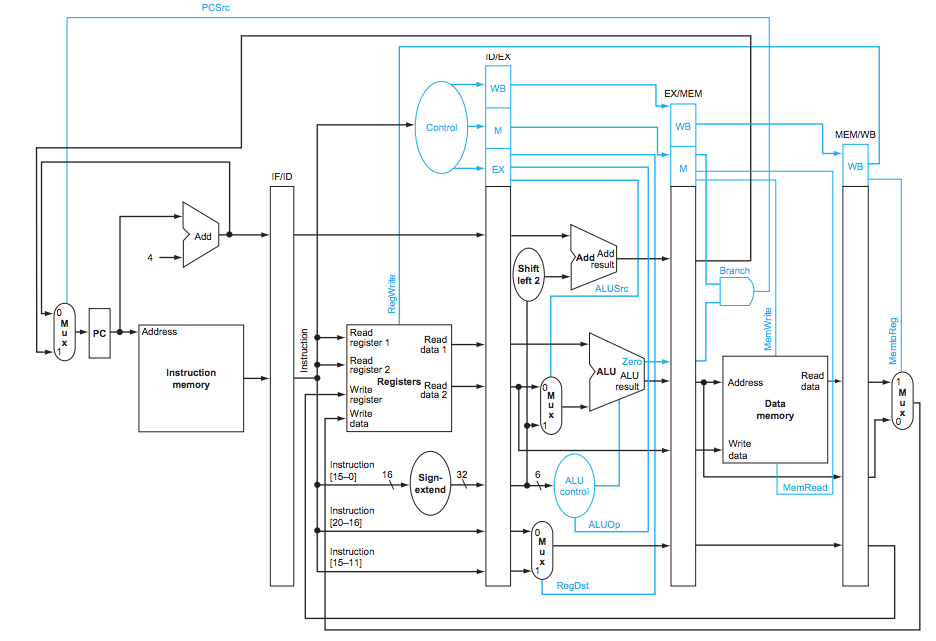 PCSrc
ID/EX
WB
EX/MEM
Control
M
WB
MEM/WB
EX
M
WB
IF/ID
Add
4
Add
Add
result
Shift
left 2
ALUSrc
Branch
RegWrite
MemWrite
MemtoReg
0
M
u
x
1
PC
Address
Instruction
memory
Instruction
Read
register 1
Read
register 2
Write
register
Write
data
Registers
Read
data 1
Read
data 2
0
M
u
x
1
Zero
ALU
ALU
result
Address
Read
data
Data
memory
Write
data
1
M
u
x
0
MemRead
Instruction
[15–0]
16
Sign-
extend
32
6
ALU
control
ALUOp
Instruction
[20–16]
Instruction
[15–11]
0
M
u
x
1
RegDst